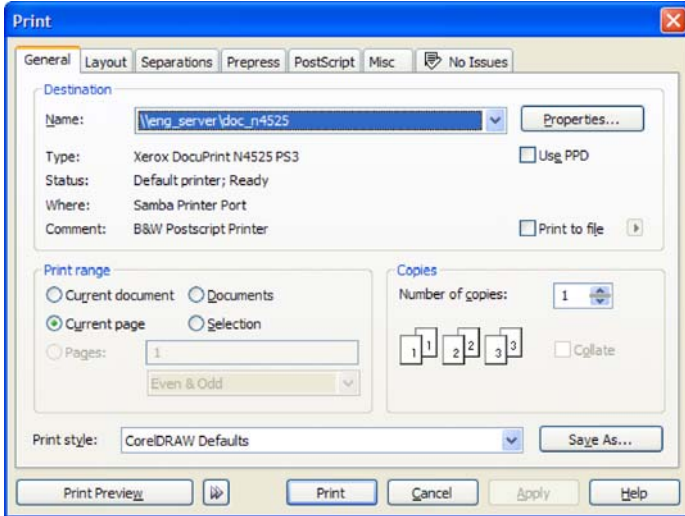 Print
General Layout Separations Prepress PostScript Misc No Issues
Destination
Name: \\eng_server\doc_n4525 Properties...
Type: Xerox DocuPrint N4525 PS3 Use PPD
Status: Default printer; Ready
Where: Samba Printer Port
Comment: B&W Postscript Printer Print to file
Print range Copies
Current document Documents Number of copies: 1
Current page Selection
Pages: 1 1 1 2 2 3 3 Collate
Even & Odd
Print style: CorelDRAW Defaults Save As...
Print Preview Print Cancel Apply Help